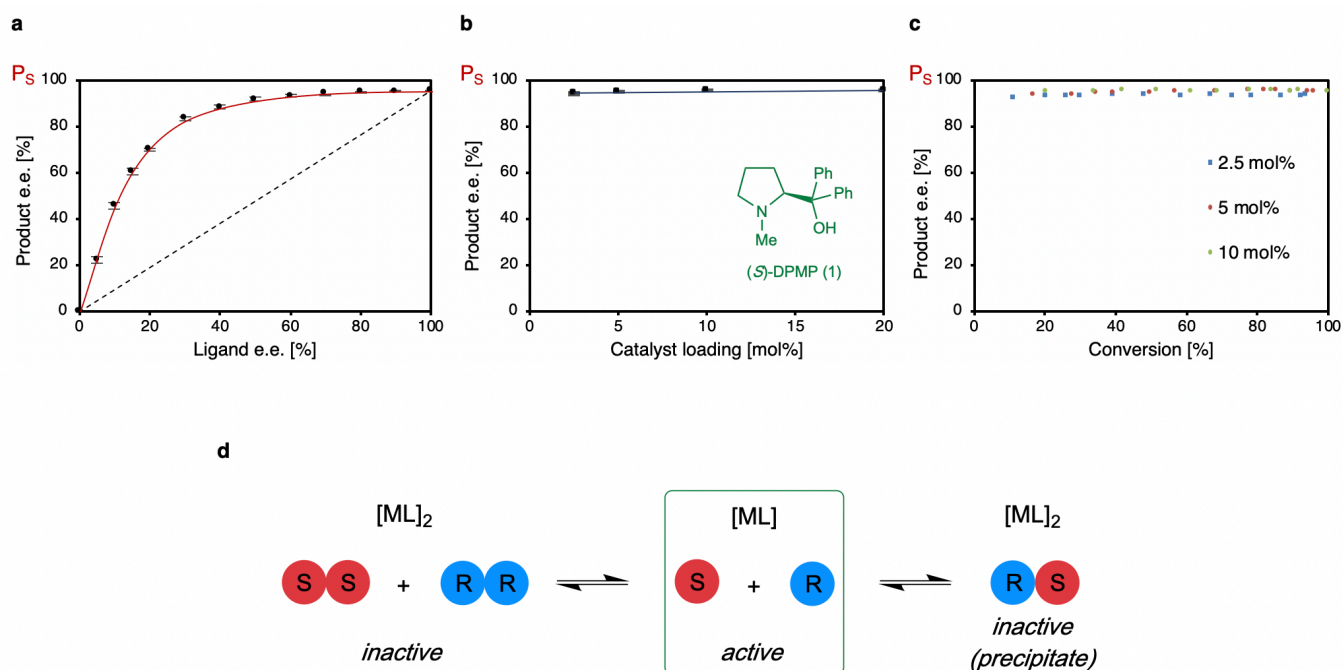 a
P_S
100
80
60
40
20
0
Product e.e. [%]
0 20 40 60 80 100
Ligand e.e. [%]
b
P_S
100
80
60
40
20
0
Product e.e. [%]
Ph
Ph
N
OH
Me
(S)-DPMP (1)
0 5 10 15 20
Catalyst loading [mol%]
c
P_S
100
80
60
40
20
0
Product e.e. [%]
2.5 mol%
5 mol%
10 mol%
0 20 40 60 80 100
Conversion [%]
d
[ML]₂ [ML] [ML]₂
S S + R R S + R R S
inactive active inactive
(precipitate)